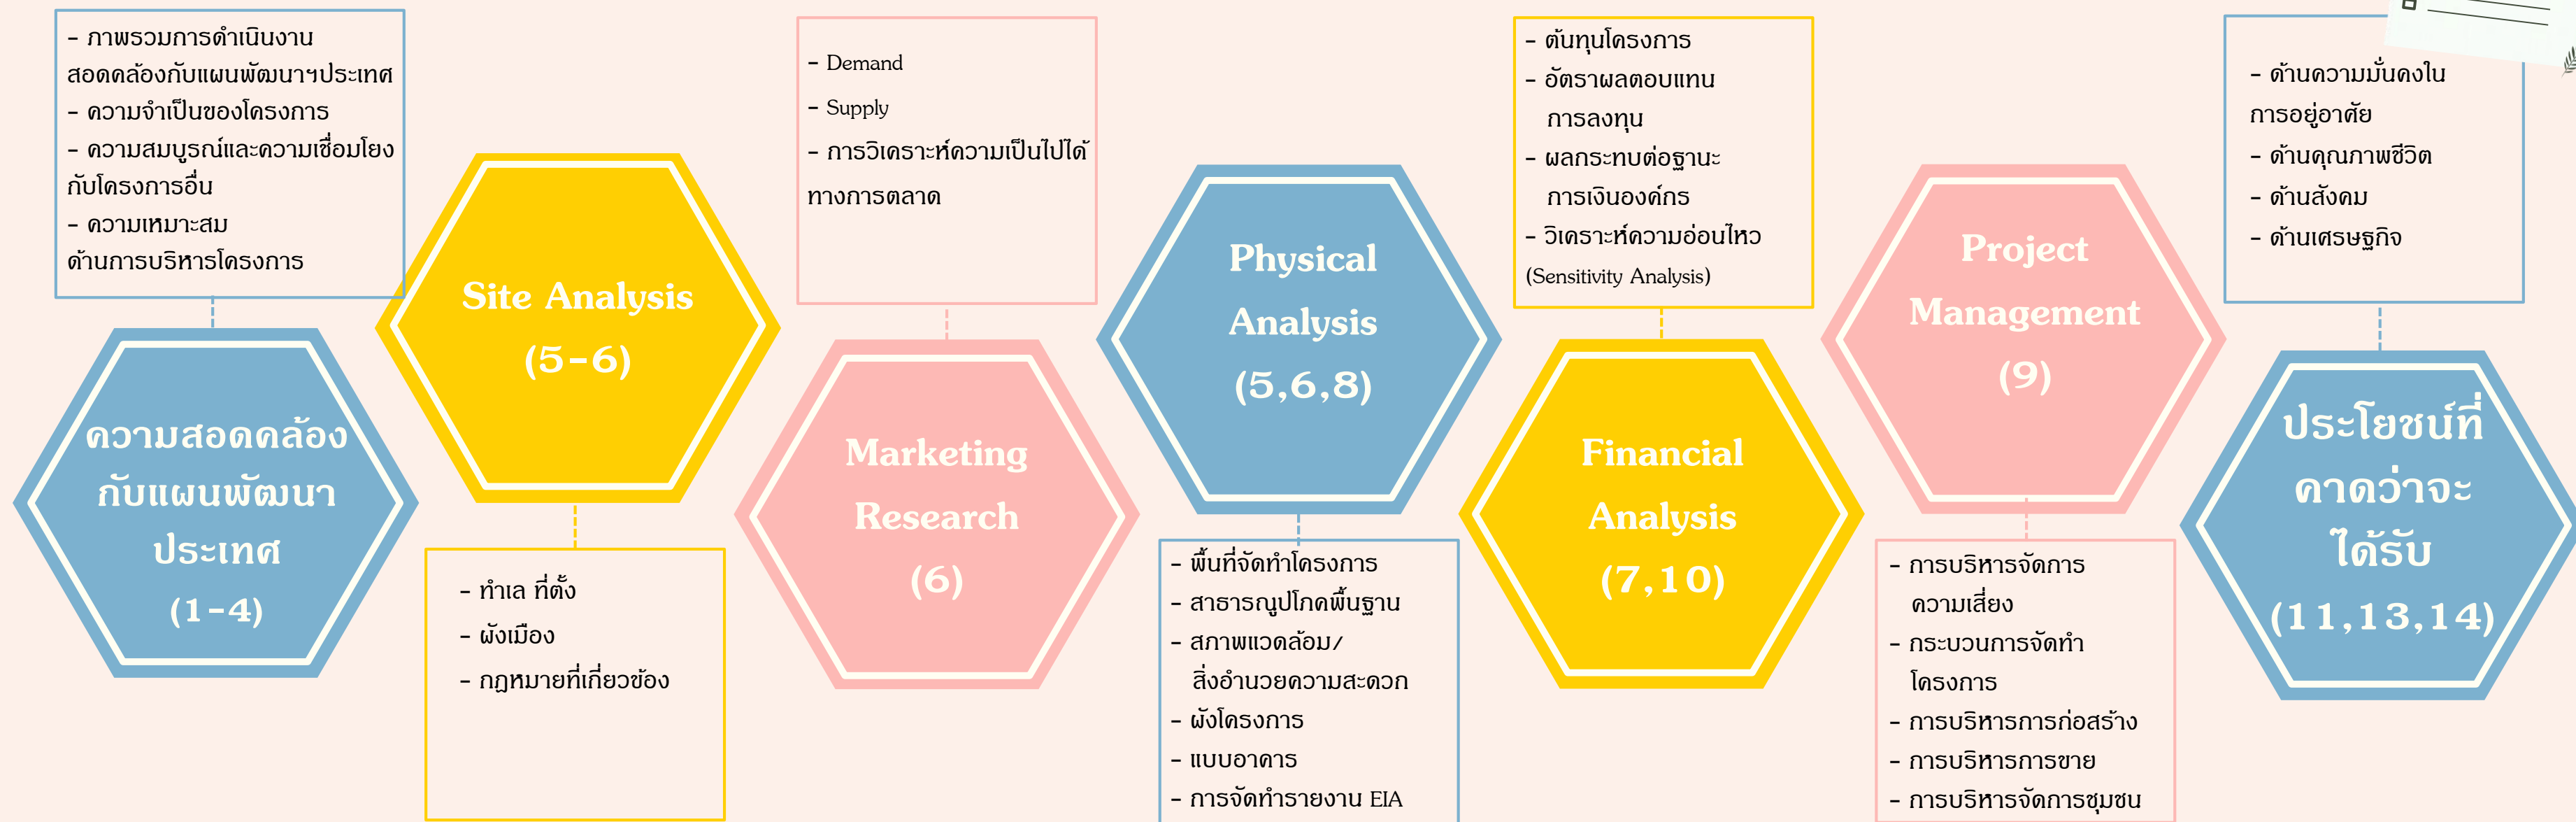 - ภาพรวมการดำเนินงาน
สอดคล้องกับแผนพัฒนาฯประเทศ
- ความจำเป็นของโครงการ
- ความสมบูรณ์และความเชื่อมโยง
กับโครงการอื่น
- ความเหมาะสม
ด้านการบริหารโครงการ
ความสอดคล้อง
กับแผนพัฒนา
ประเทศ
(1-4)
Site Analysis
(5-6)
- ทำเล ที่ตั้ง
- ผังเมือง
- กฎหมายที่เกี่ยวข้อง
- Demand
- Supply
- การวิเคราะห์ความเป็นไปได้
ทางการตลาด
Marketing
Research
(6)
Physical
Analysis
(5,6,8)
- พื้นที่จัดทำโครงการ
- สาธารณูปโภคพื้นฐาน
- สภาพแวดล้อม/
สิ่งอำนวยความสะดวก
- ผังโครงการ
- แบบอาคาร
- การจัดทำรายงาน EIA
- ต้นทุนโครงการ
- อัตราผลตอบแทน
การลงทุน
- ผลกระทบต่อฐานะ
การเงินองค์กร
- วิเคราะห์ความอ่อนไหว
(Sensitivity Analysis)
Financial
Analysis
(7,10)
Project
Management
(9)
- การบริหารจัดการ
ความเสี่ยง
- กระบวนการจัดทำ
โครงการ
- การบริหารการก่อสร้าง
- การบริหารการขาย
- การบริหารจัดการชุมชน
- ด้านความมั่นคงใน
การอยู่อาศัย
- ด้านคุณภาพชีวิต
- ด้านสังคม
- ด้านเศรษฐกิจ
ประโยชน์ที่
คาดว่าจะ
ได้รับ
(11,13,14)